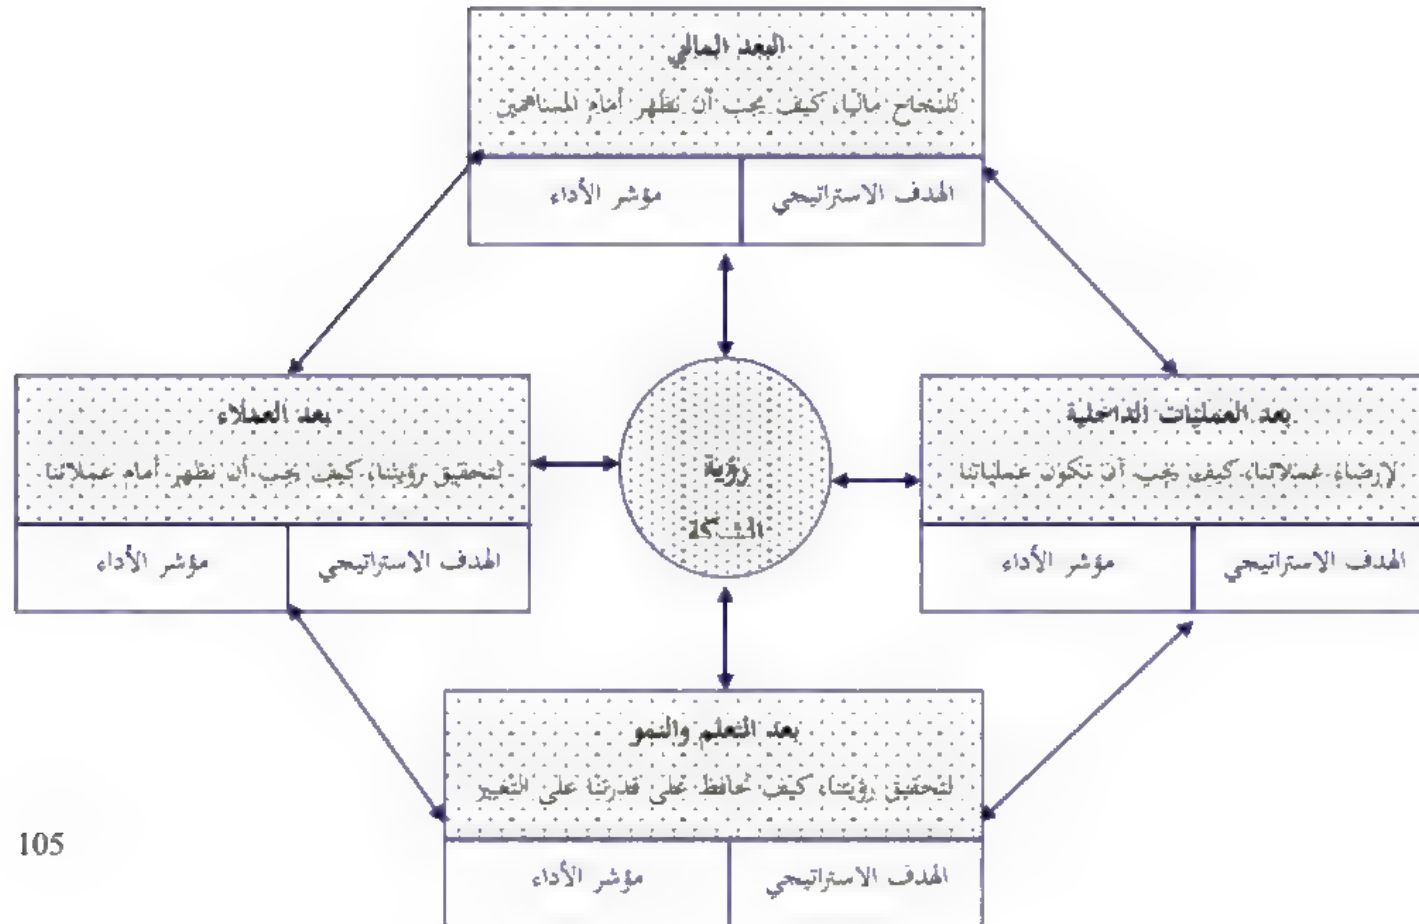 البعد المالي
للنجاح ماليا، كيف يجب أن نظهر أمام المساهمين
الهدف الاستراتيجي
مؤشر الأداء
بعد العمليات الداخلية
لإرضاء عملائنا، كيف يجب أن تكون عملياتنا
الهدف الاستراتيجي
مؤشر الأداء
رؤية
الشركة
بعد العملاء
لتحقيق رؤيتنا، كيف يجب أن نظهر أمام عملائنا
الهدف الاستراتيجي
مؤشر الأداء
بعد التعلم والنمو
لتحقيق رؤيتنا، كيف نحافظ على قدرتنا على التغيير
الهدف الاستراتيجي
مؤشر الأداء
105